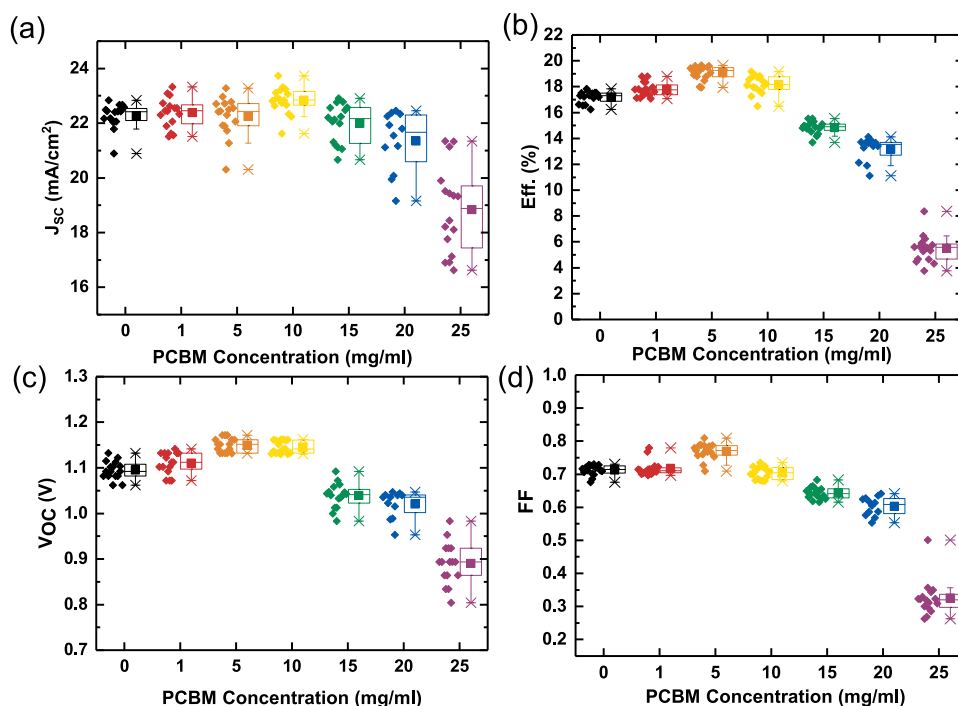 (a)
24
22
20
18
16
J_SC (mA/cm²)
0 1 5 10 15 20 25
PCBM Concentration (mg/ml)
(b)
22
20
18
16
14
12
10
8
6
4
2
0
Eff. (%)
0 1 5 10 15 20 25
PCBM Concentration (mg/ml)
(c)
1.3
1.2
1.1
1.0
0.9
0.8
0.7
VOC (V)
0 1 5 10 15 20 25
PCBM Concentration (mg/ml)
(d)
1.0
0.9
0.8
0.7
0.6
0.5
0.4
0.3
0.2
FF
0 1 5 10 15 20 25
PCBM Concentration (mg/ml)